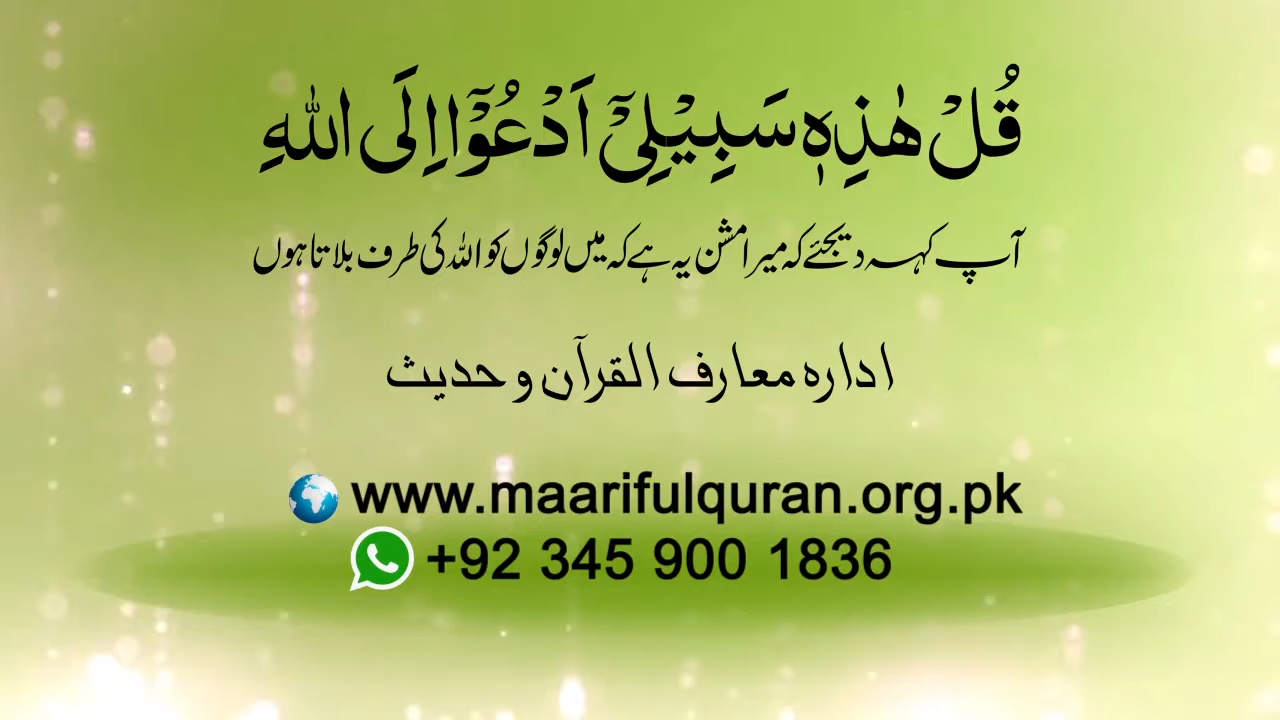 قُلْ هٰذِهٖ سَبِیْلِیْۤ اَدْعُوْۤا اِلَی اللّٰهِ
آپ کہہ دیجئے کہ میرا مشن یہ ہے کہ میں لوگوں کو اللہ کی طرف بلاتا ہوں
ادارہ معارف القرآن و حدیث
www.maarifulquran.org.pk
+92 345 900 1836